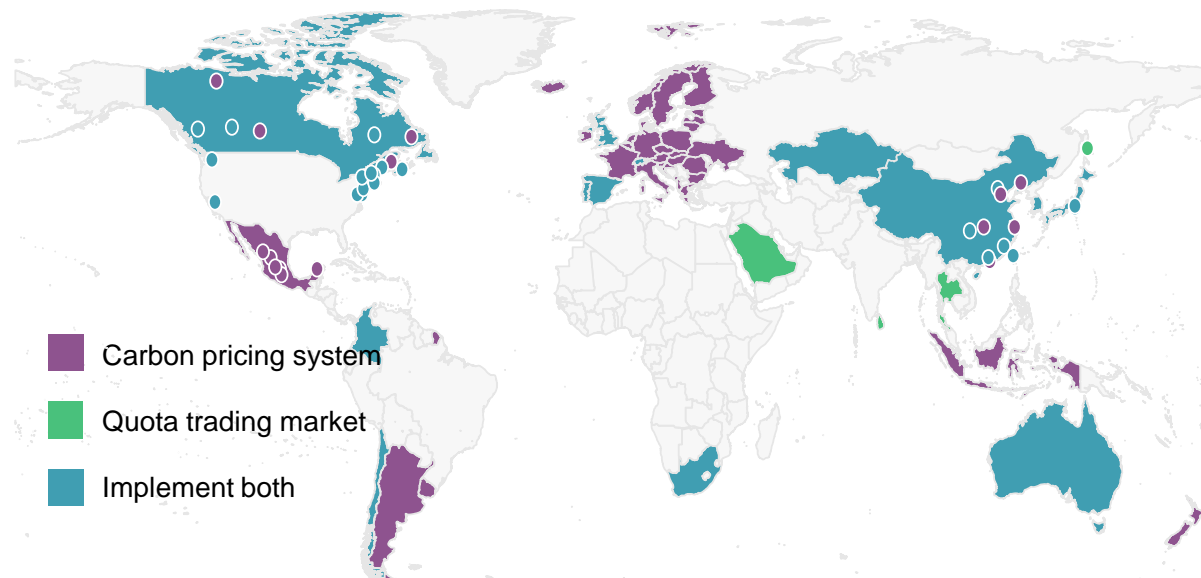 Carbon pricing system
Quota trading market
Implement both